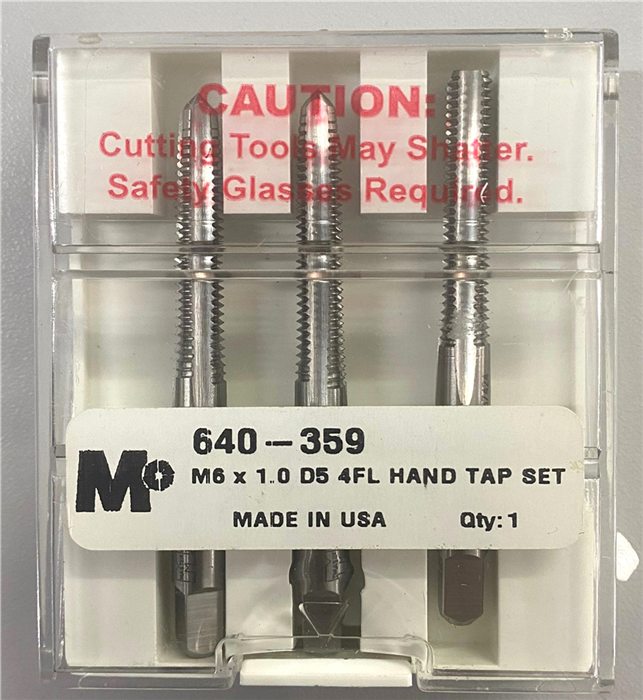 CAUTION:
Cutting Tools May Shatter.
Safety Glasses Required.
640-359
M
M6 x 1.0 D5 4FL HAND TAP SET
MADE IN USA Qty: 1